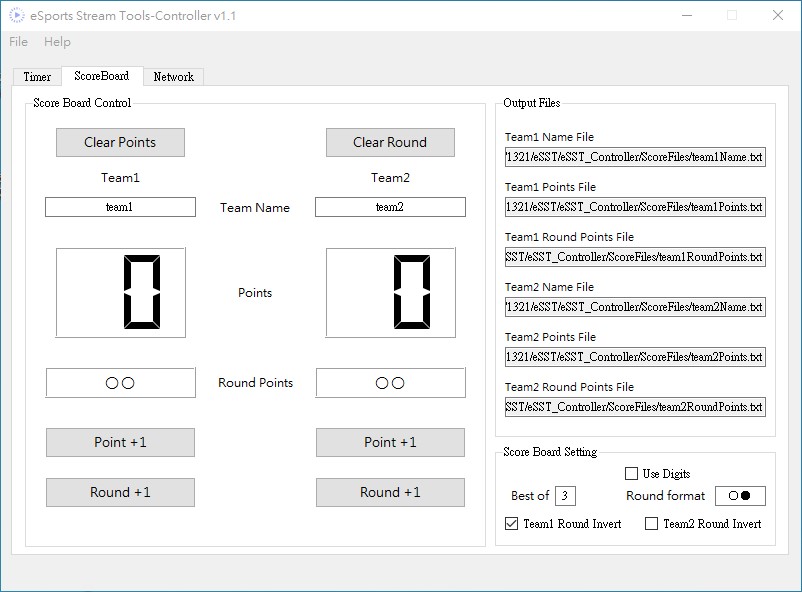 eSports Stream Tools-Controller v1.1
File Help
Timer ScoreBoard Network
Score Board Control
Clear Points Clear Round
Team1 Team2
team1 Team Name team2
0 Points 0
○○ Round Points ○○
Point +1 Point +1
Round +1 Round +1
Output Files
Team1 Name File
'1321/eSST/eSST_Controller/ScoreFiles/team1Name.txt
Team1 Points File
1321/eSST/eSST_Controller/ScoreFiles/team1Points.txt
Team1 Round Points File
SST/eSST_Controller/ScoreFiles/team1RoundPoints.txt
Team2 Name File
'1321/eSST/eSST_Controller/ScoreFiles/team2Name.txt
Team2 Points File
1321/eSST/eSST_Controller/ScoreFiles/team2Points.txt
Team2 Round Points File
SST/eSST_Controller/ScoreFiles/team2RoundPoints.txt
Score Board Setting
Use Digits
Best of 3 Round format ○●
Team1 Round Invert Team2 Round Invert